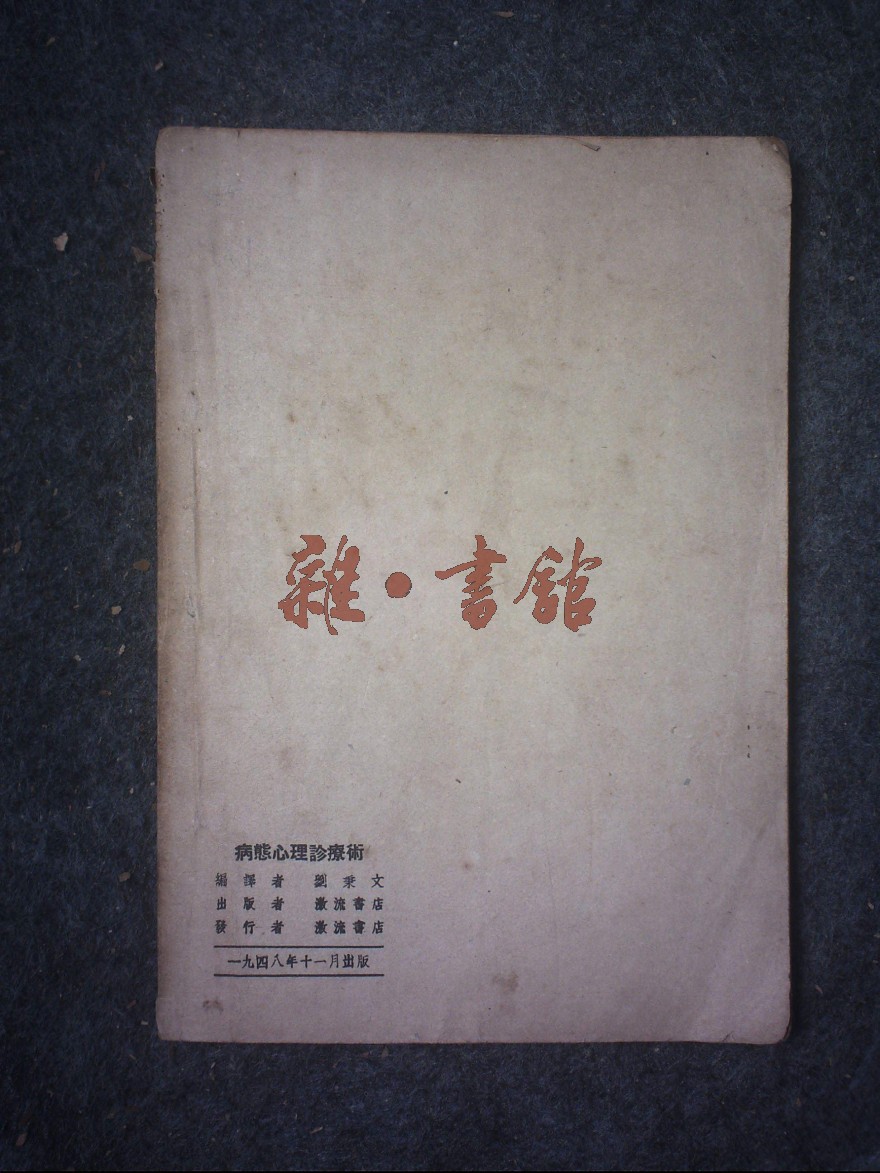 雜·書館
病態心理診療術
編譯者 劉秉文
出版者 激流書店
發行者 激流書店
一九四八年十一月出版